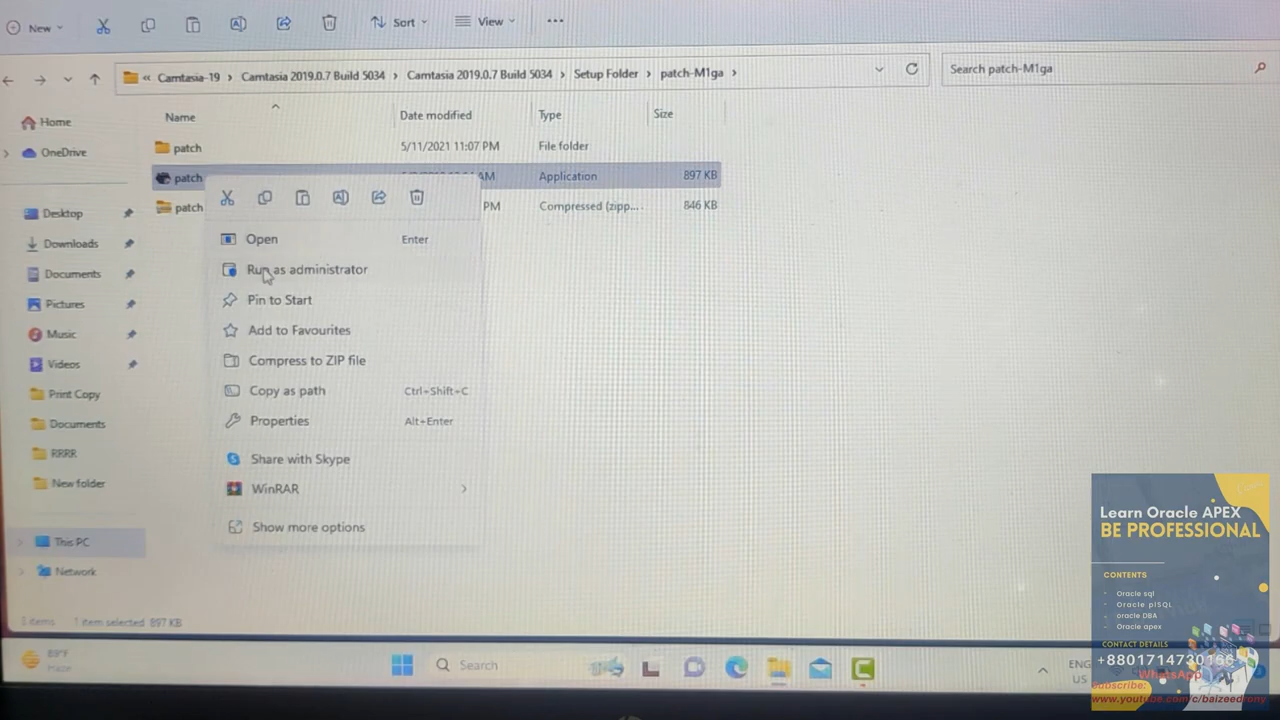 New
Sort
View
Camtasia-19 > Camtasia 2019.0.7 Build 5034 > Camtasia 2019.0.7 Build 5034 > Setup Folder > patch-M1ga >
Search patch-M1ga
Name Date modified Type Size
Home
OneDrive
Desktop
Downloads
Documents
Pictures
Music
Videos
Print Copy
Documents
RRRR
New folder
This PC
Network
patch 5/11/2021 11:07 PM File folder
patch AM Application 897 KB
patch PM Compressed (zipp... 846 KB
Open Enter
Run as administrator
Pin to Start
Add to Favourites
Compress to ZIP file
Copy as path Ctrl+Shift+C
Properties Alt+Enter
Share with Skype
WinRAR
Show more options
items 1 item selected 897 KB
89°F
Haze
Search
ENG
US
Learn Oracle APEX
BE PROFESSIONAL
CONTENTS
Oracle sql
Oracle plSQL
oracle DBA
Oracle apex
CONTACT DETAILS
+8801714730166
WhatsApp
Subscribe:
www.youtube.com/c/baizeedrony